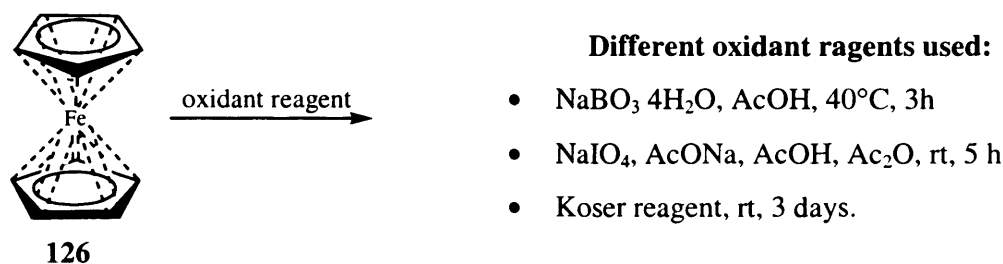 Different oxidant ragents used:
oxidant reagent
Fe
• NaBO₃ 4H₂O, AcOH, 40°C, 3h
• NaIO₄, AcONa, AcOH, Ac₂O, rt, 5 h
• Koser reagent, rt, 3 days.
126